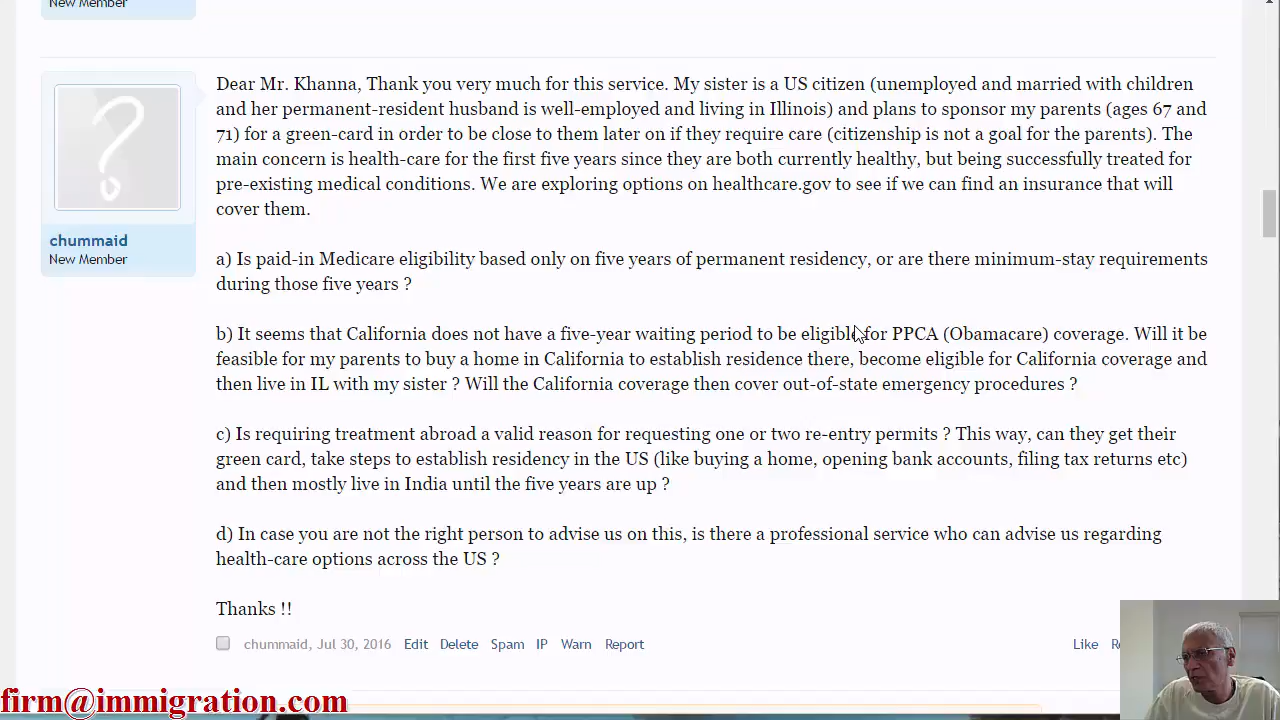 New Member
Dear Mr. Khanna, Thank you very much for this service. My sister is a US citizen (unemployed and married with children
and her permanent-resident husband is well-employed and living in Illinois) and plans to sponsor my parents (ages 67 and
71) for a green-card in order to be close to them later on if they require care (citizenship is not a goal for the parents). The
main concern is health-care for the first five years since they are both currently healthy, but being successfully treated for
pre-existing medical conditions. We are exploring options on healthcare.gov to see if we can find an insurance that will
cover them.
chummaid
New Member
a) Is paid-in Medicare eligibility based only on five years of permanent residency, or are there minimum-stay requirements
during those five years ?
b) It seems that California does not have a five-year waiting period to be eligible for PPCA (Obamacare) coverage. Will it be
feasible for my parents to buy a home in California to establish residence there, become eligible for California coverage and
then live in IL with my sister ? Will the California coverage then cover out-of-state emergency procedures ?
c) Is requiring treatment abroad a valid reason for requesting one or two re-entry permits ? This way, can they get their
green card, take steps to establish residency in the US (like buying a home, opening bank accounts, filing tax returns etc)
and then mostly live in India until the five years are up ?
d) In case you are not the right person to advise us on this, is there a professional service who can advise us regarding
health-care options across the US ?
Thanks !!
chummaid, Jul 30, 2016 Edit Delete Spam IP Warn Report Like
firm@immigration.com